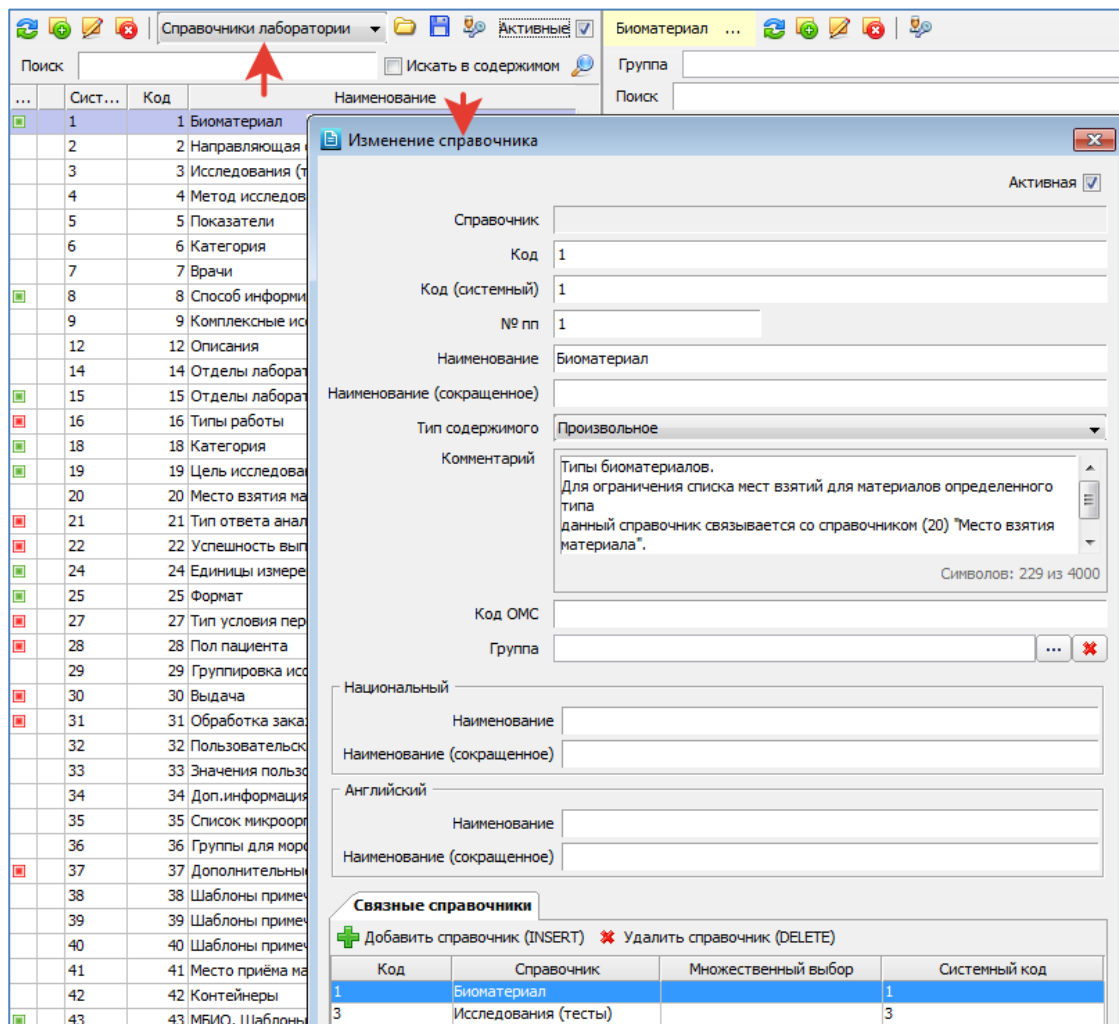 Справочники лаборатории Активные
Поиск Искать в содержимом
... Сист... Код Наименование
1 1 Биоматериал
2 2 Направляющая
3 3 Исследования (т
4 4 Метод исследов
5 5 Показатели
6 6 Категория
7 7 Врачи
8 8 Способ информи
9 9 Комплексные ис
12 12 Описания
14 14 Отделы лаборат
15 15 Отделы лаборат
16 16 Типы работы
18 18 Категория
19 19 Цель исследова
20 20 Место взятия ма
21 21 Тип ответа анал
22 22 Успешность вып
24 24 Единицы измере
25 25 Формат
27 27 Тип условия пер
28 28 Пол пациента
29 29 Группировка исс
30 30 Выдача
31 31 Обработка зака
32 32 Пользовательск
33 33 Значения пользо
34 34 Доп.информация
35 35 Список микроорг
36 36 Группы для моро
37 37 Дополнительны
38 38 Шаблоны примеч
39 39 Шаблоны примеч
40 40 Шаблоны примеч
41 41 Место приёма ма
42 42 Контейнеры
43 43 МБИО. Шаблоны
Биоматериал ...
Группа
Поиск
Изменение справочника
Активная
Справочник
Код 1
Код (системный) 1
№ пп 1
Наименование Биоматериал
Наименование (сокращенное)
Тип содержимого Произвольное
Комментарий Типы биоматериалов.
Для ограничения списка мест взятий для материалов определенного
типа
данный справочник связывается со справочником (20) "Место взятия
материала".
Символов: 229 из 4000
Код ОМС
Группа ...
Национальный
Наименование
Наименование (сокращенное)
Английский
Наименование
Наименование (сокращенное)
Связные справочники
Добавить справочник (INSERT) Удалить справочник (DELETE)
Код Справочник Множественный выбор Системный код
1 Биоматериал 1
3 Исследования (тесты) 3